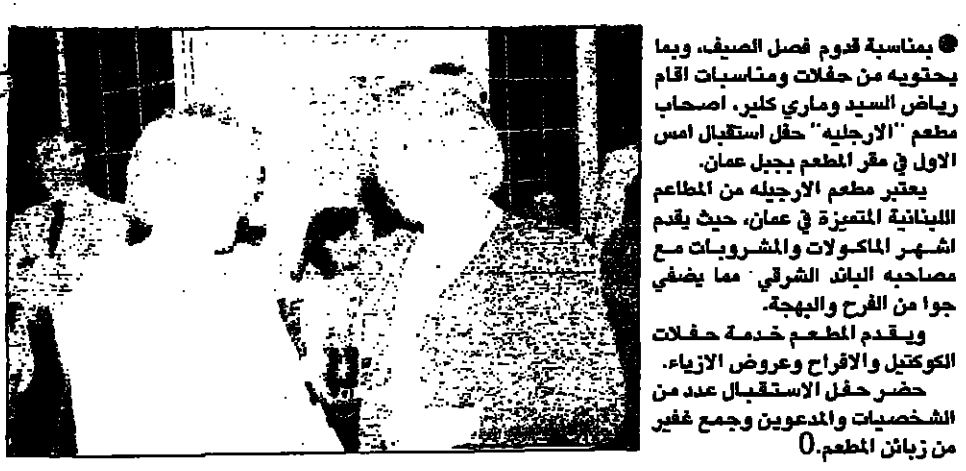 ● بمناسبة قدوم فصل الصيف، وبما
يحتويه من حفلات ومناسبات اقام
رياض السيد وماري كلير، اصحاب
مطعم "الارجليه" حفل استقبال امس
الاول في مقر المطعم بجبل عمان.
يعتبر مطعم الارجيله من المطاعم
اللبنانية المتميزة في عمان، حيث يقدم
اشهر الماكولات والمشروبات مع
مصاحبه الباند الشرقي مما يضفي
جوا من الفرح والبهجة.
ويقدم المطعم خدمة حفلات
الكوكتيل والافراح وعروض الازياء.
حضر حفل الاستقبال عدد من
الشخصيات والمدعوين وجمع غفير
من زبائن المطعم.0